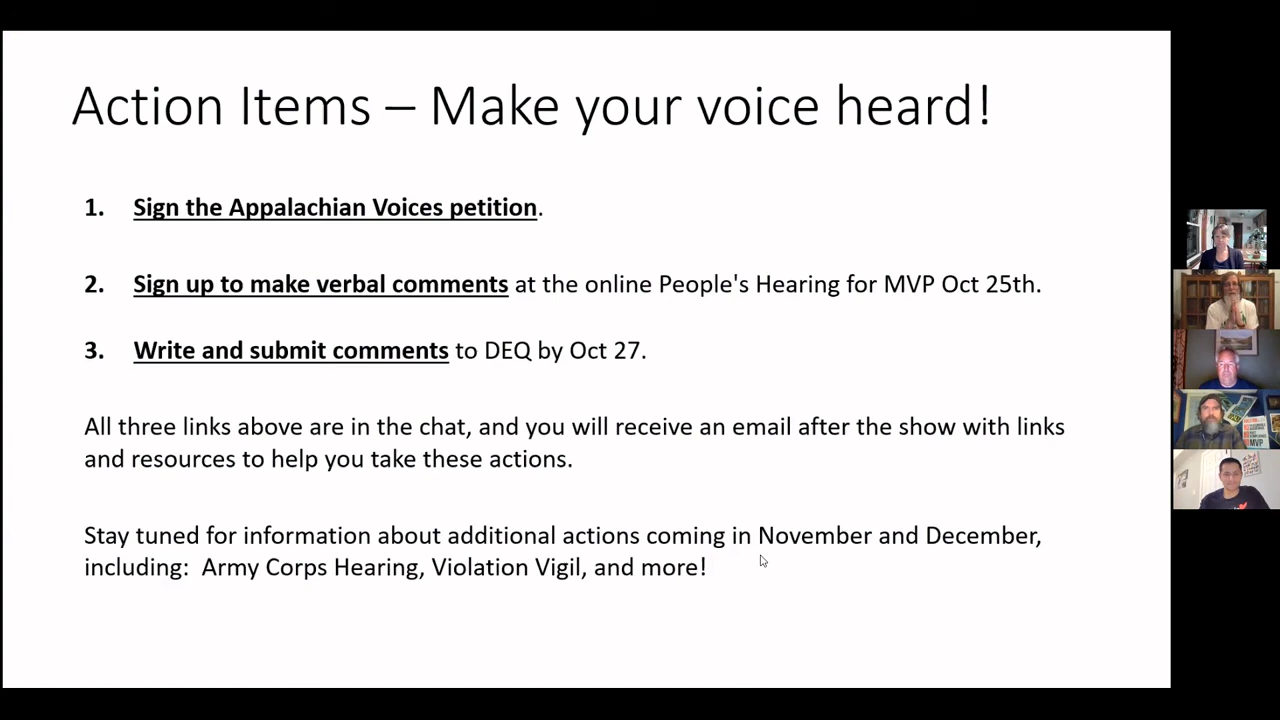 Action Items – Make your voice heard!
1. Sign the Appalachian Voices petition.
2. Sign up to make verbal comments at the online People's Hearing for MVP Oct 25th.
3. Write and submit comments to DEQ by Oct 27.
All three links above are in the chat, and you will receive an email after the show with links
and resources to help you take these actions.
Stay tuned for information about additional actions coming in November and December,
including:  Army Corps Hearing, Violation Vigil, and more!
MVP